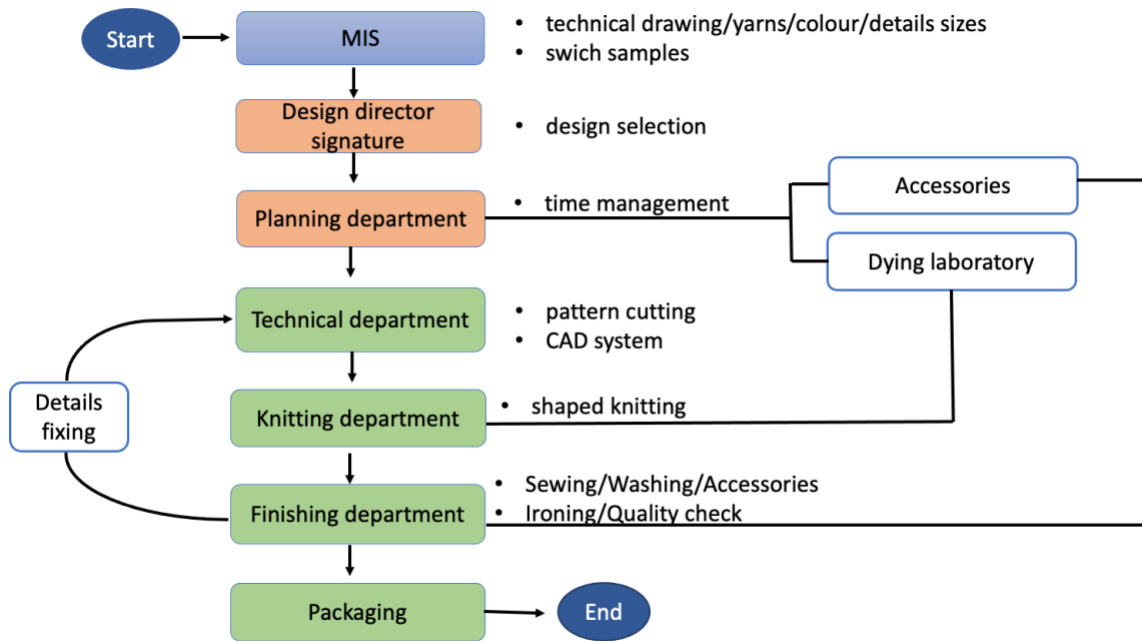 Start
MIS
• technical drawing/yarns/colour/details sizes
• swich samples
Design director
signature
• design selection
Planning department
• time management
Accessories
Dying laboratory
Technical department
• pattern cutting
• CAD system
Details
fixing
Knitting department
• shaped knitting
Finishing department
• Sewing/Washing/Accessories
• Ironing/Quality check
Packaging
End